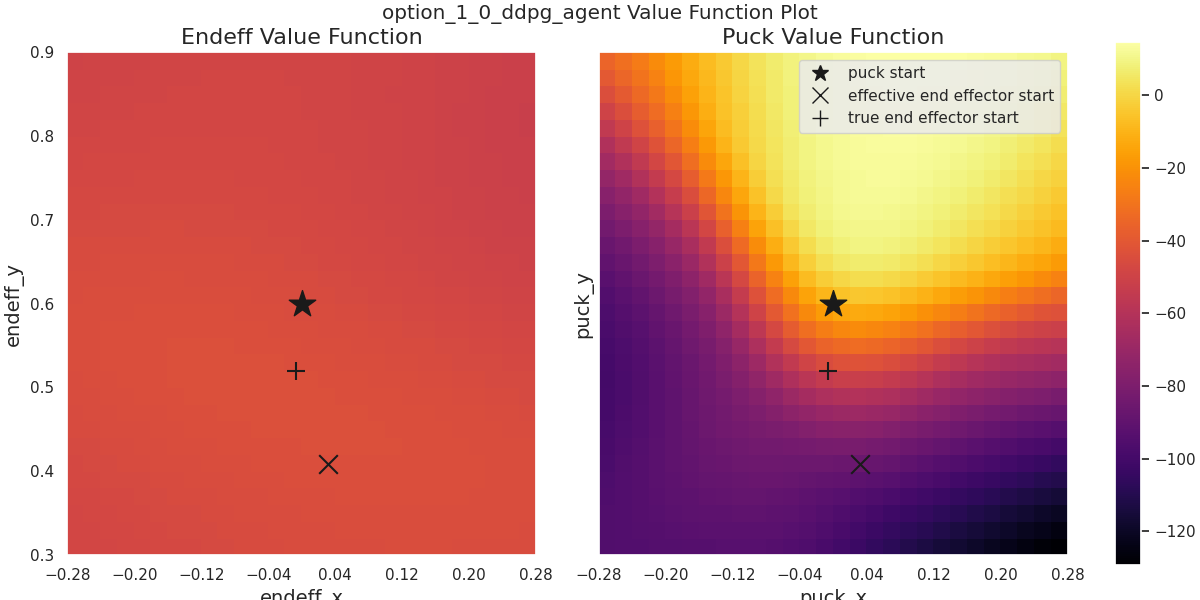 option_1_0_ddpg_agent Value Function Plot
Endeff Value Function
Puck Value Function
puck start
effective end effector start
true end effector start
endeff_y
0.9
0.8
0.7
0.6
0.5
0.4
0.3
−0.28 −0.20 −0.12 −0.04 0.04 0.12 0.20 0.28
endeff_x
puck_y
−0.28 −0.20 −0.12 −0.04 0.04 0.12 0.20 0.28
puck_x
0
−20
−40
−60
−80
−100
−120